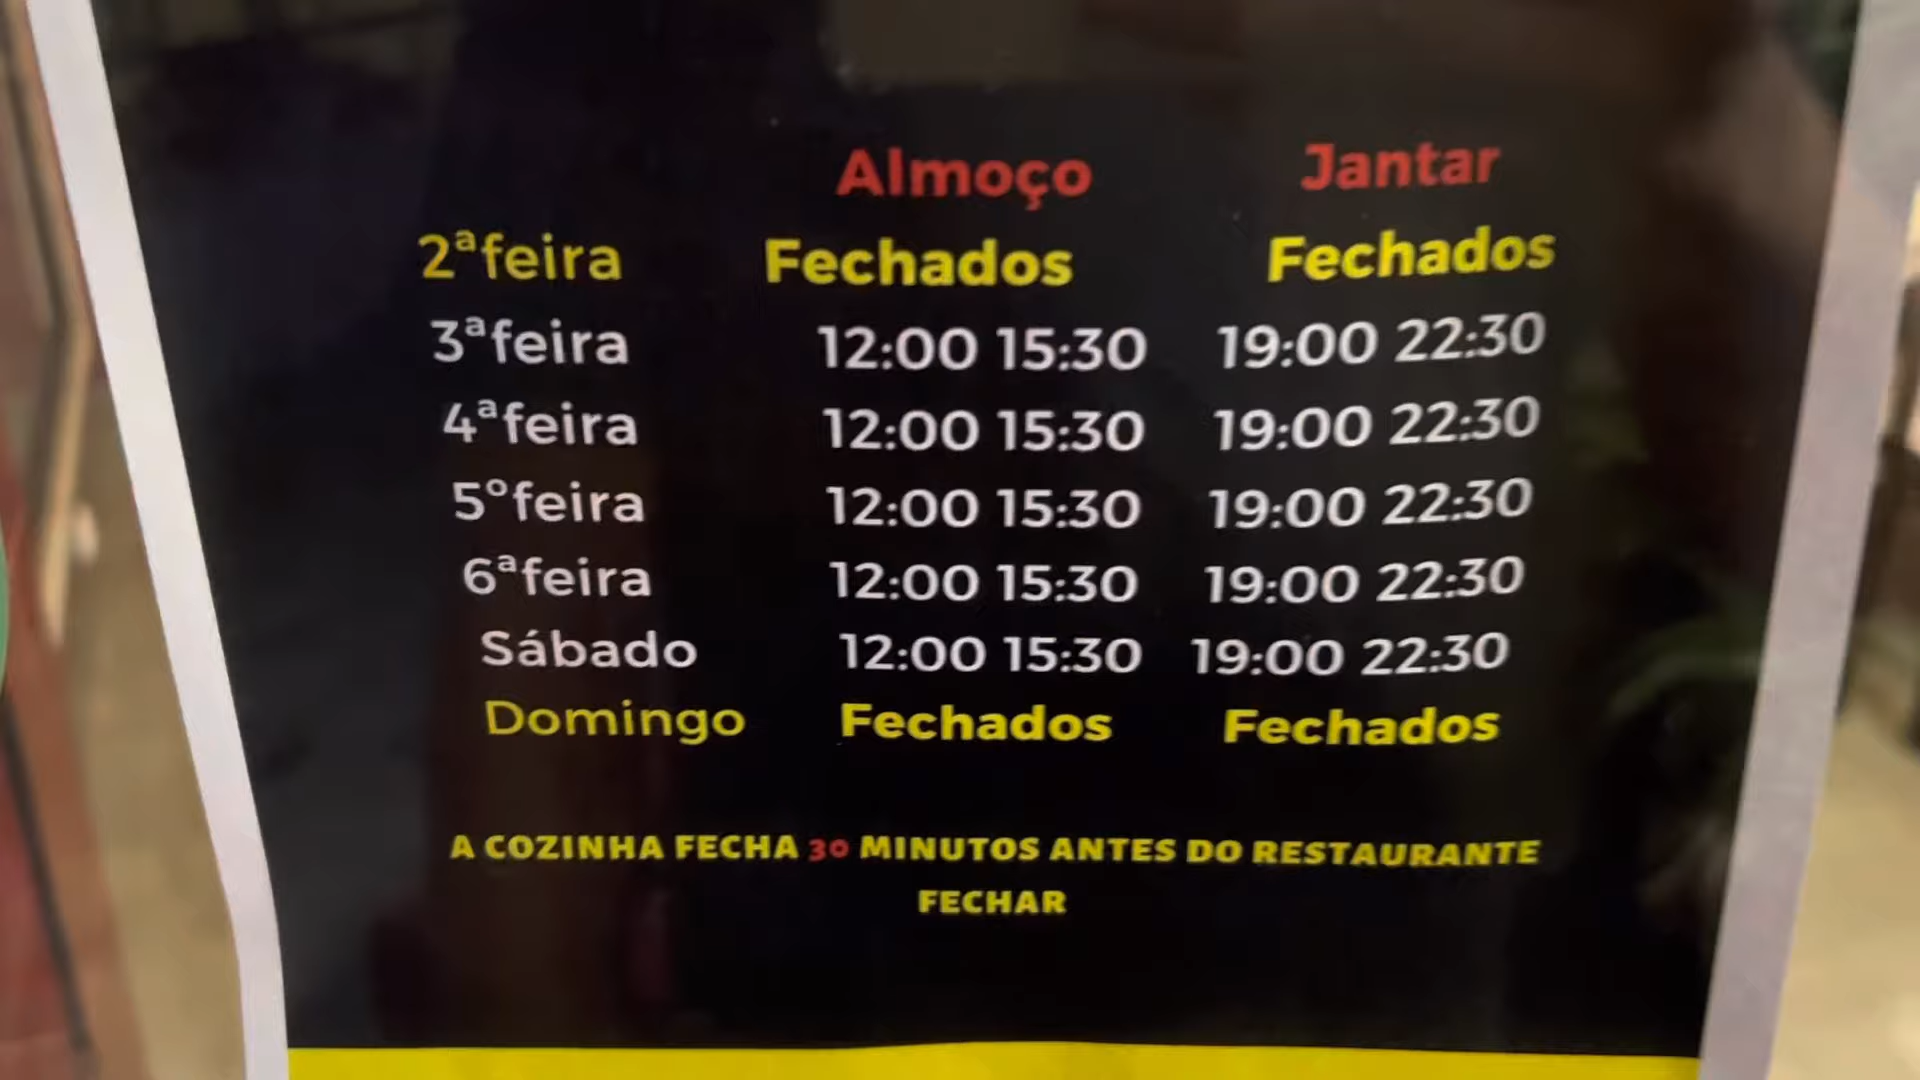 Almoço Jantar
2ªfeira Fechados Fechados
3ªfeira 12:00 15:30 19:00 22:30
4ªfeira 12:00 15:30 19:00 22:30
5ºfeira 12:00 15:30 19:00 22:30
6ªfeira 12:00 15:30 19:00 22:30
Sábado 12:00 15:30 19:00 22:30
Domingo Fechados Fechados
A COZINHA FECHA 30 MINUTOS ANTES DO RESTAURANTE
FECHAR